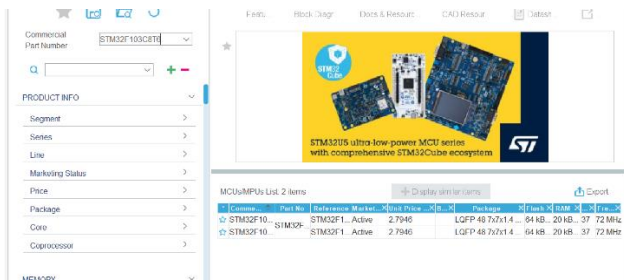 Featu
Block Diagr
Docs & Resourc..
CAD Resour
Datash
Commercial
Part Number
STM32F103C8T6
PRODUCT INFO
Segment
Series
Line
Marketing Status
Price
Package
Core
Coprocessor
MEMORY
STM32
Cube
STM32U5 ultra-low-power MCU series
with comprehensive STM32Cube ecosystem
ST
MCUs/MPUs List: 2 items
Display similar items
Export
Comme... Part No Reference Market... Unit Price ... B... Package Flash RAM ... Fre...
STM32F10... STM32F1... Active 2.7946 LQFP 48 7x7x1.4 ... 64 kB... 20 kB... 37 72 MHz
STM32F...
STM32F10... STM32F1... Active 2.7946 LQFP 48 7x7x1.4 ... 64 kB... 20 kB... 37 72 MHz